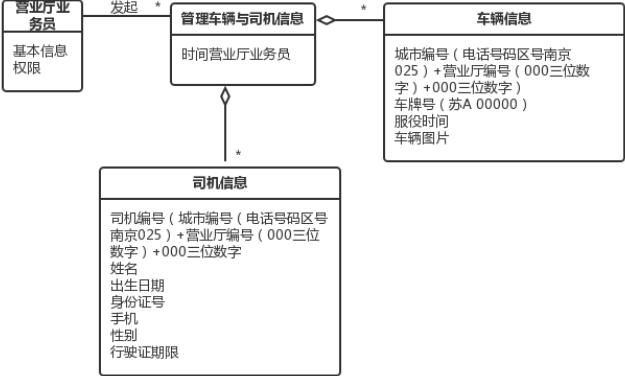 营业厅业
务员
基本信息
权限
发起
*
管理车辆与司机信息
时间营业厅业务员
*
车辆信息
城市编号（电话号码区号南京
025）+营业厅编号（000三位数
字）+000三位数字）
车牌号（苏A 00000）
服役时间
车辆图片
*
司机信息
司机编号（城市编号（电话号码区号
南京025）+营业厅编号（000三位
数字）+000三位数字
姓名
出生日期
身份证号
手机
性别
行驶证期限